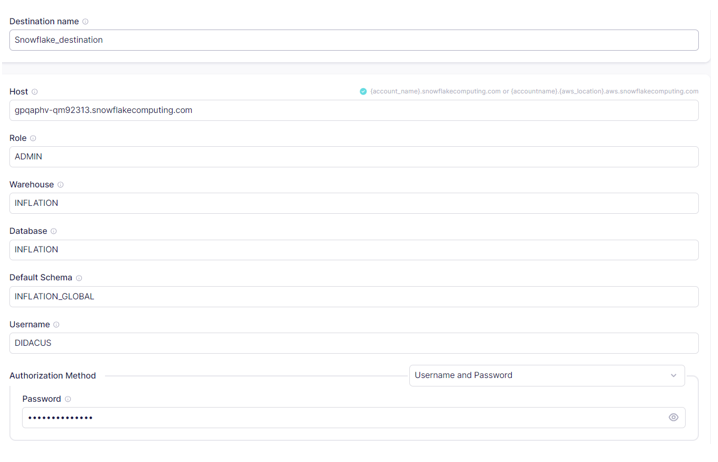 Destination name
Snowflake_destination
Host
{account_name}.snowflakecomputing.com or {accountname}.{aws_location}.aws.snowflakecomputing.com
gpqaphv-qm92313.snowflakecomputing.com
Role
ADMIN
Warehouse
INFLATION
Database
INFLATION
Default Schema
INFLATION_GLOBAL
Username
DIDACUS
Authorization Method
Username and Password
Password
••••••••••••••